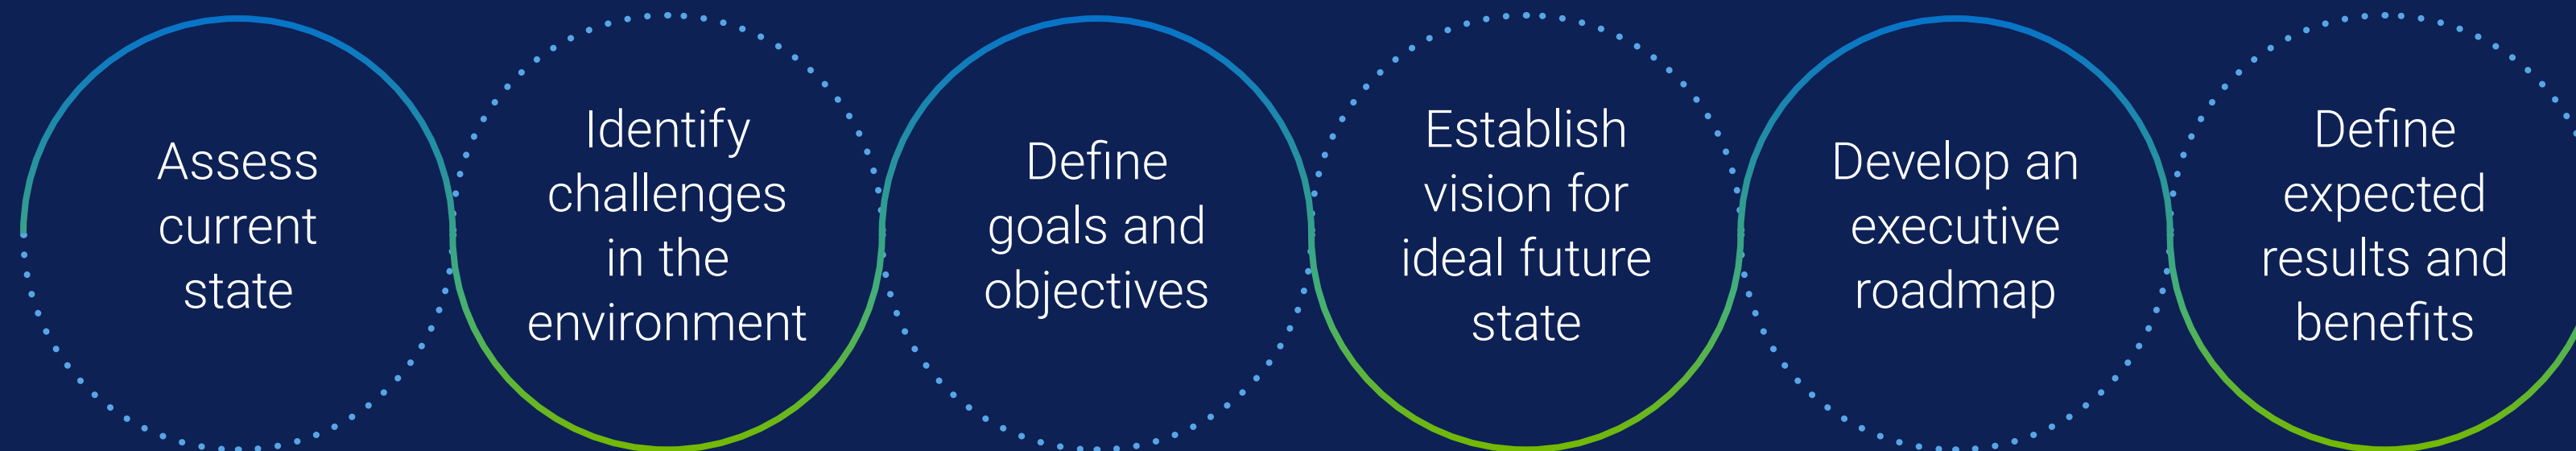 Assess
current
state
Identify
challenges
in the
environment
Define
goals and
objectives
Establish
vision for
ideal future
state
Develop an
executive
roadmap
Define
expected
results and
benefits